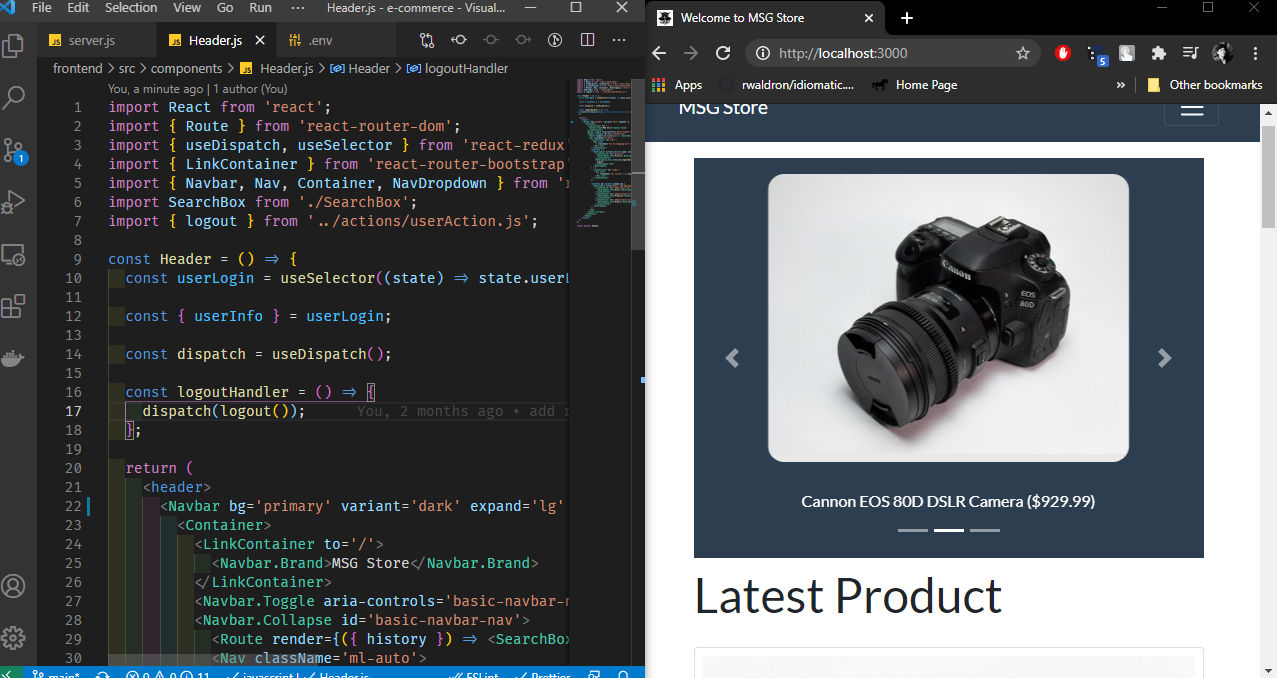 File Edit Selection View Go Run ··· Header.js - e-commerce - Visual...
server.js Header.js .env
frontend > src > components > Header.js > Header > logoutHandler
You, a minute ago | 1 author (You)
1 import React from 'react';
2 import { Route } from 'react-router-dom';
3 import { useDispatch, useSelector } from 'react-redux'
4 import { LinkContainer } from 'react-router-bootstrap'
5 import { Navbar, Nav, Container, NavDropdown } from 'r
6 import SearchBox from './SearchBox';
7 import { logout } from '../actions/userAction.js';
8
9 const Header = () => {
10 const userLogin = useSelector((state) => state.userL
11
12 const { userInfo } = userLogin;
13
14 const dispatch = useDispatch();
15
16 const logoutHandler = () => {
17 dispatch(logout()); You, 2 months ago • add r
18 };
19
20 return (
21 <header>
22 <Navbar bg='primary' variant='dark' expand='lg'
23 <Container>
24 <LinkContainer to='/'>
25 <Navbar.Brand>MSG Store</Navbar.Brand>
26 </LinkContainer>
27 <Navbar.Toggle aria-controls='basic-navbar-n
28 <Navbar.Collapse id='basic-navbar-nav'>
29 <Route render={({ history }) => <SearchBox
30 <Nav className='ml-auto'>
1
main* 0 0 11 javascript | Header.js ESLint Prettier
Welcome to MSG Store
http://localhost:3000
5
Apps rwaldron/idiomatic.... Home Page » Other bookmarks
MSG Store
Canon
EOS
80D
Cannon EOS 80D DSLR Camera ($929.99)
Latest Product